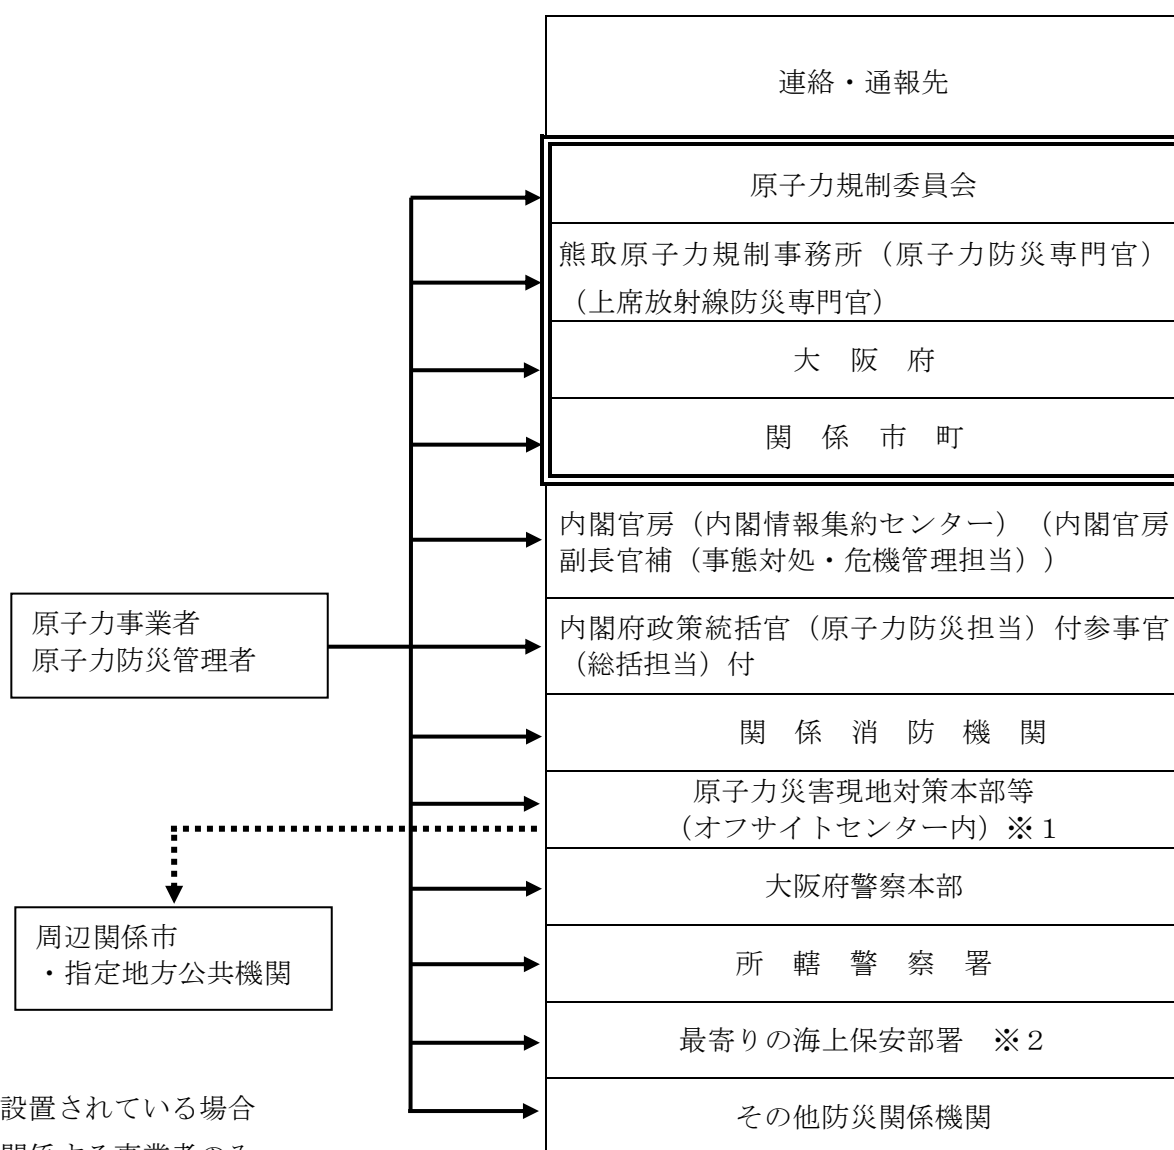 連絡・通報先
原子力規制委員会
熊取原子力規制事務所（原子力防災専門官）
（上席放射線防災専門官）
大　阪　府
関　係　市　町
内閣官房（内閣情報集約センター）（内閣官房
副長官補（事態対処・危機管理担当））
原子力事業者
原子力防災管理者
内閣府政策統括官（原子力防災担当）付参事官
（総括担当）付
関　係　消　防　機　関
原子力災害現地対策本部等
（オフサイトセンター内）※１
大阪府警察本部
周辺関係市
・指定地方公共機関
所　轄　警　察　署
最寄りの海上保安部署　※２
設置されている場合
その他防災関係機関
関係する事業者のみ